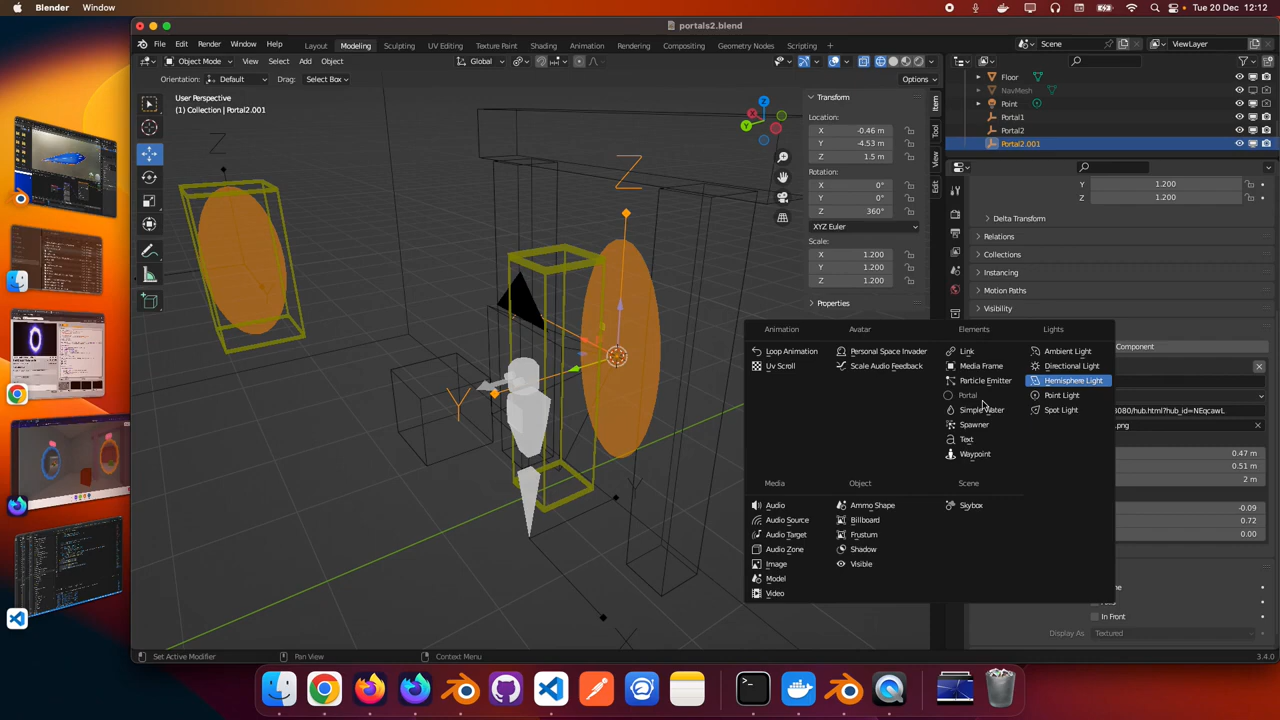 Blender Window Tue 20 Dec 12:12
portals2.blend
File Edit Render Window Help Layout Modeling Sculpting UV Editing Texture Paint Shading Animation Rendering Compositing Geometry Nodes Scripting + Scene ViewLayer
Object Mode View Select Add Object Global
Orientation: Default Drag: Select Box Options
User Perspective
(1) Collection | Portal2.001
Z
Y
Z
Y
X
Y
X
Z
X
Y
Transform
Location:
X -0.46 m
Y -4.53 m
Z 1.5 m
Rotation:
X 0°
Y 0°
Z 360°
XYZ Euler
Scale:
X 1.200
Y 1.200
Z 1.200
Properties
Item
Tool
View
Edit
Floor
NavMesh
Point
Portal1
Portal2
Portal2.001
Y 1.200
Z 1.200
Delta Transform
Relations
Collections
Instancing
Motion Paths
Visibility
Component
8080/hub.html?hub_id=NEqcawL
.png
0.47 m
0.51 m
2 m
-0.09
0.72
0.00
In Front
Display As Textured
Animation
Loop Animation
Uv Scroll
Avatar
Personal Space Invader
Scale Audio Feedback
Elements
Link
Media Frame
Particle Emitter
Portal
Simple Water
Spawner
Text
Waypoint
Lights
Ambient Light
Directional Light
Hemisphere Light
Point Light
Spot Light
Media
Audio
Audio Source
Audio Target
Audio Zone
Image
Model
Video
Object
Ammo Shape
Billboard
Frustum
Shadow
Visible
Scene
Skybox
Set Active Modifier Pan View Context Menu 3.4.0